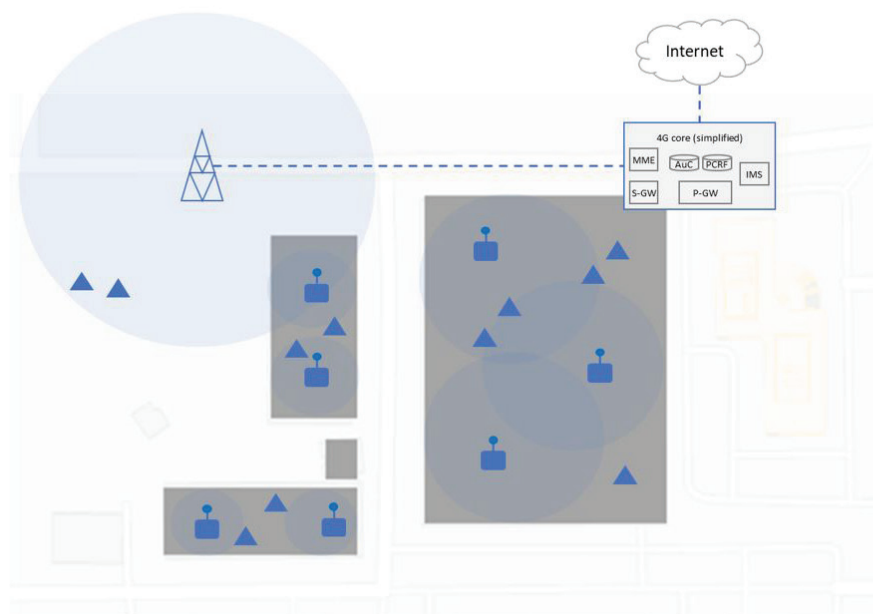 Internet
4G core (simplified)
MME
AuC
PCRF
IMS
S-GW
P-GW